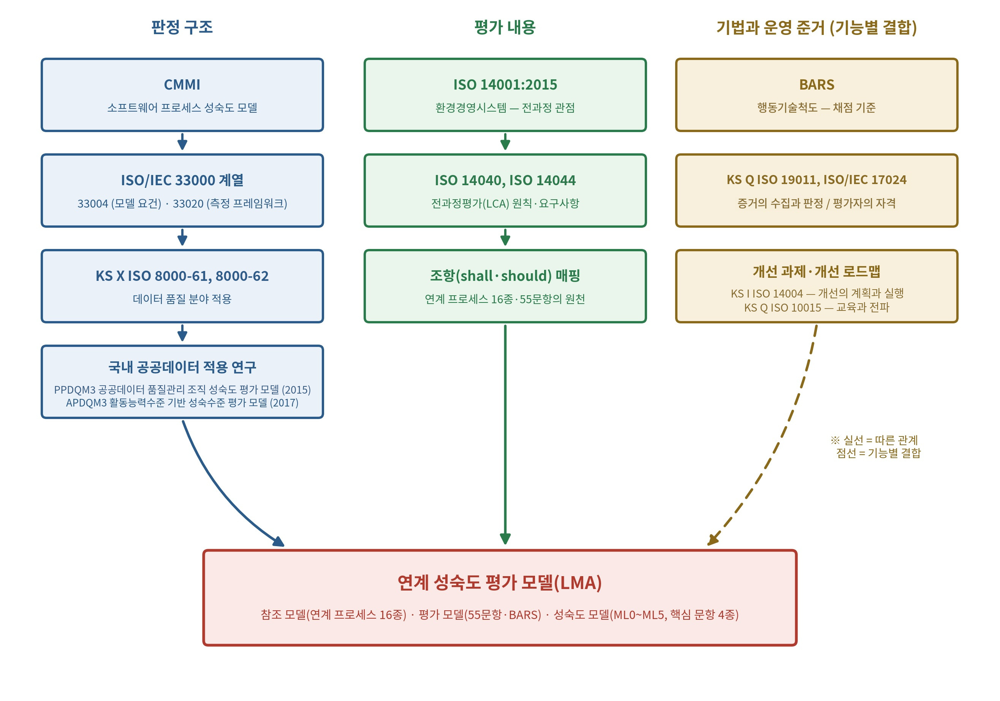 판정 구조
CMMI
소프트웨어 프로세스 성숙도 모델
ISO/IEC 33000 계열
33004 (모델 요건) · 33020 (측정 프레임워크)
KS X ISO 8000-61, 8000-62
데이터 품질 분야 적용
국내 공공데이터 적용 연구
PPDQM3 공공데이터 품질관리 조직 성숙도 평가 모델 (2015)
APDQM3 활동능력수준 기반 성숙수준 평가 모델 (2017)
평가 내용
ISO 14001:2015
환경경영시스템 — 전과정 관점
ISO 14040, ISO 14044
전과정평가(LCA) 원칙·요구사항
조항(shall·should) 매핑
연계 프로세스 16종·55문항의 원천
기법과 운영 준거 (기능별 결합)
BARS
행동기술척도 — 채점 기준
KS Q ISO 19011, ISO/IEC 17024
증거의 수집과 판정 / 평가자의 자격
개선 과제·개선 로드맵
KS I ISO 14004 — 개선의 계획과 실행
KS Q ISO 10015 — 교육과 전파
※ 실선 = 따른 관계
점선 = 기능별 결합
연계 성숙도 평가 모델(LMA)
참조 모델(연계 프로세스 16종) · 평가 모델(55문항·BARS) · 성숙도 모델(ML0~ML5, 핵심 문항 4종)